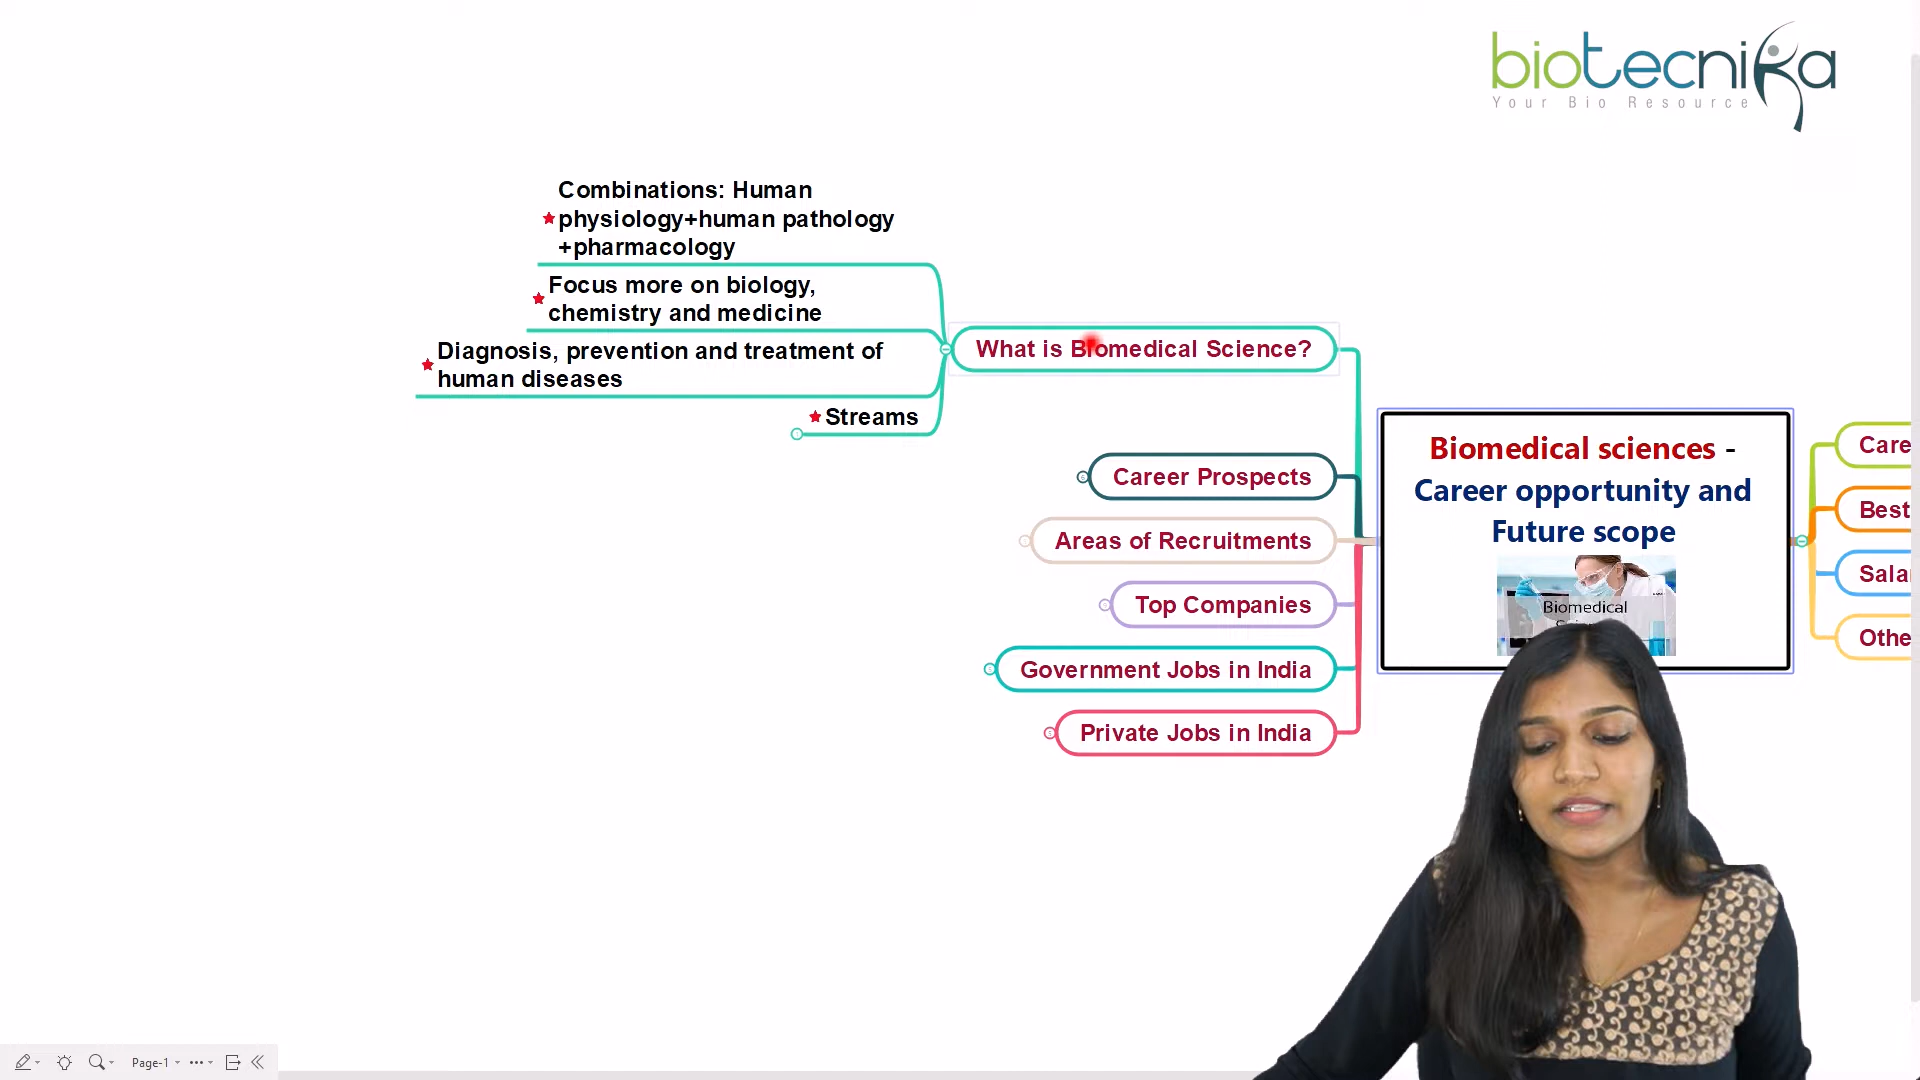 biotecnika
Your Bio Resource
Combinations: Human
physiology+human pathology
+pharmacology
Focus more on biology,
chemistry and medicine
Diagnosis, prevention and treatment of
human diseases
Streams
What is Biomedical Science?
Career Prospects
Areas of Recruitments
Top Companies
Government Jobs in India
Private Jobs in India
Biomedical sciences -
Career opportunity and
Future scope
Biomedical
Care
Best
Sala
Othe
Page-1